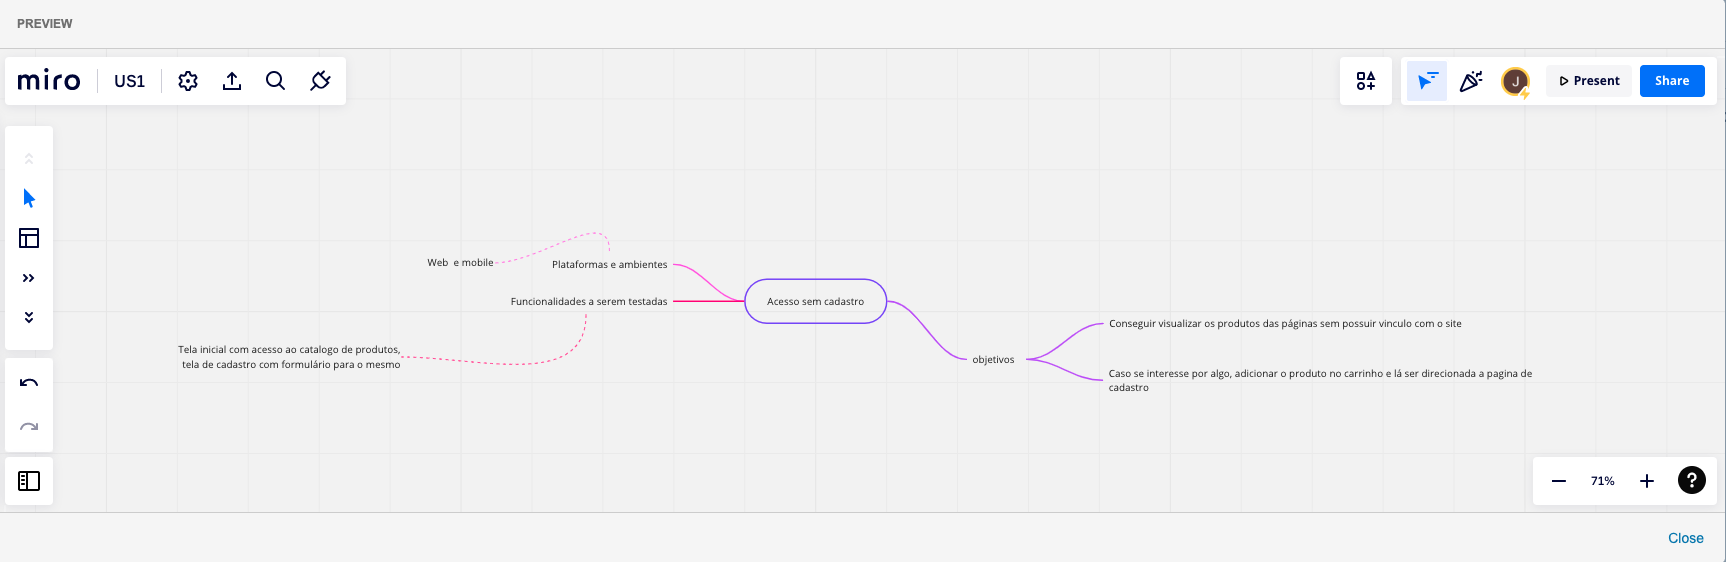 PREVIEW
miro
US1
J
Present
Share
Web e mobile
Plataformas e ambientes
Funcionalidades a serem testadas
Acesso sem cadastro
Tela inicial com acesso ao catalogo de produtos,
tela de cadastro com formulário para o mesmo
objetivos
Conseguir visualizar os produtos das páginas sem possuir vinculo com o site
Caso se interesse por algo, adicionar o produto no carrinho e lá ser direcionada a pagina de
cadastro
71%
?
Close